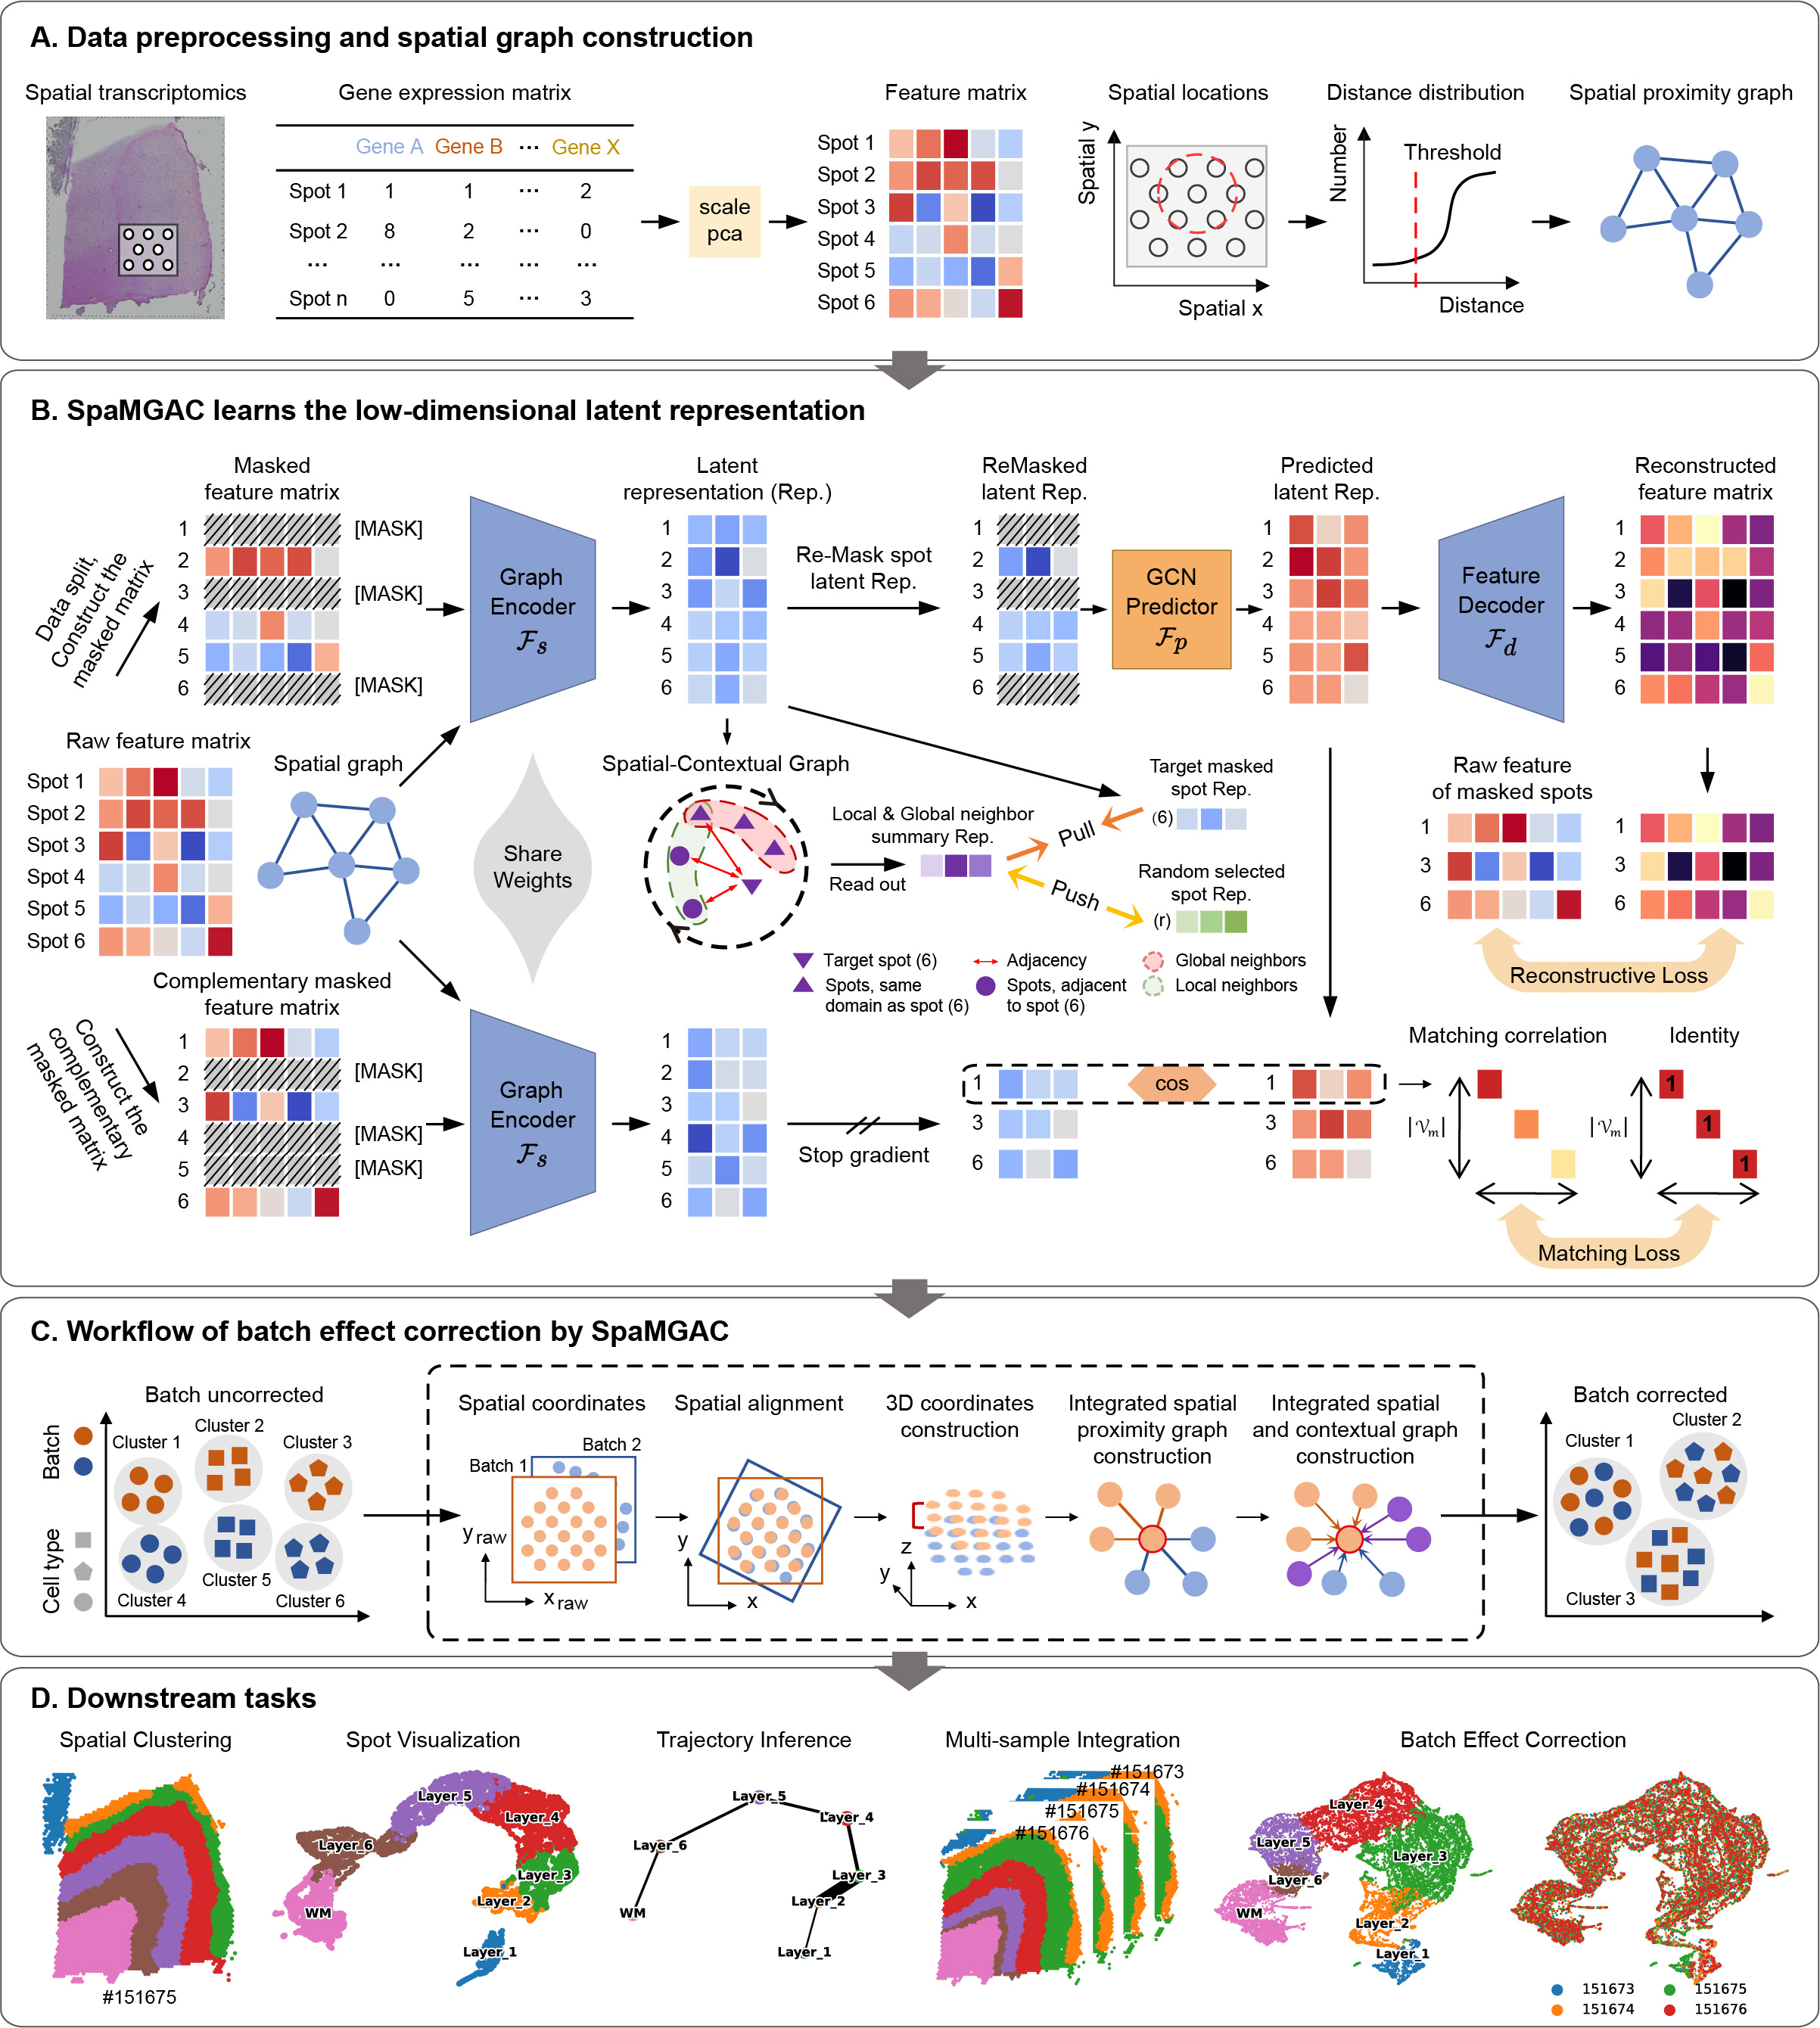 A. Data preprocessing and spatial graph construction
Spatial transcriptomics
Gene expression matrix
Gene A Gene B ··· Gene X
Spot 1 1 1 ··· 2
Spot 2 8 2 ··· 0
··· ··· ··· ··· ···
Spot n 0 5 ··· 3
scale
pca
Feature matrix
Spot 1
Spot 2
Spot 3
Spot 4
Spot 5
Spot 6
Spatial locations
Spatial y
Spatial x
Distance distribution
Number
Threshold
Distance
Spatial proximity graph
B. SpaMGAC learns the low-dimensional latent representation
Data split,
Construct the
masked matrix
Masked
feature matrix
1 [MASK]
2
3 [MASK]
4
5
6 [MASK]
Graph
Encoder
ℱs
Latent
representation (Rep.)
1
2
3
4
5
6
Re-Mask spot
latent Rep.
ReMasked
latent Rep.
1
2
3
4
5
6
GCN
Predictor
ℱp
Predicted
latent Rep.
1
2
3
4
5
6
Feature
Decoder
ℱd
Reconstructed
feature matrix
1
2
3
4
5
6
Raw feature matrix
Spot 1
Spot 2
Spot 3
Spot 4
Spot 5
Spot 6
Spatial graph
Share
Weights
Spatial-Contextual Graph
Read out
Local & Global neighbor
summary Rep.
Pull
Push
Target masked
spot Rep.
(6)
Random selected
spot Rep.
(r)
Target spot (6)
Spots, same
domain as spot (6)
Adjacency
Spots, adjacent
to spot (6)
Global neighbors
Local neighbors
Raw feature
of masked spots
1
3
6
1
3
6
Reconstructive Loss
Complementary masked
feature matrix
Construct the
complementary
masked matrix
1
2 [MASK]
3
4 [MASK]
5 [MASK]
6
Graph
Encoder
ℱs
1
2
3
4
5
6
Stop gradient
1
3
6
cos
1
3
6
Matching correlation
|𝒱m|
Identity
|𝒱m|
1
1
1
Matching Loss
C. Workflow of batch effect correction by SpaMGAC
Batch uncorrected
Batch
Cell type
Cluster 1
Cluster 2
Cluster 3
Cluster 4
Cluster 5
Cluster 6
Spatial coordinates
Batch 1
Batch 2
y raw
x raw
Spatial alignment
y
x
3D coordinates
construction
z
y
x
Integrated spatial
proximity graph
construction
Integrated spatial
and contextual graph
construction
Batch corrected
Cluster 1
Cluster 2
Cluster 3
D. Downstream tasks
Spatial Clustering
#151675
Spot Visualization
Layer_5
Layer_4
Layer_6
Layer_3
Layer_2
WM
Layer_1
Trajectory Inference
Layer_5
Layer_4
Layer_6
Layer_3
Layer_2
WM
Layer_1
Multi-sample Integration
#151673
#151674
#151675
#151676
Batch Effect Correction
Layer_4
Layer_5
Layer_3
Layer_6
WM
Layer_2
Layer_1
151673 151675
151674 151676